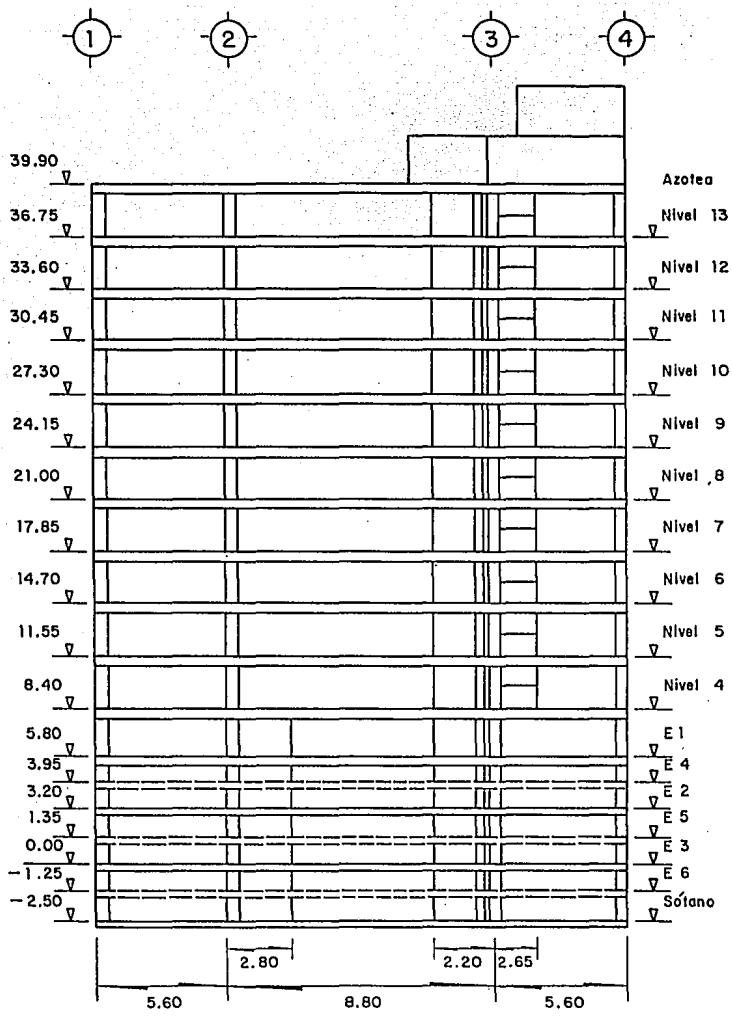 1 2 3 4
39.90 Azotea
36.75 Nivel 13
33.60 Nivel 12
30.45 Nivel 11
27.30 Nivel 10
24.15 Nivel 9
21.00 Nivel 8
17.85 Nivel 7
14.70 Nivel 6
11.55 Nivel 5
8.40 Nivel 4
5.80 E 1
3.95 E 4
3.20 E 2
1.35 E 5
0.00 E 3
-1.25 E 6
-2.50 Sótano
2.80 2.20 2.65
5.60 8.80 5.60